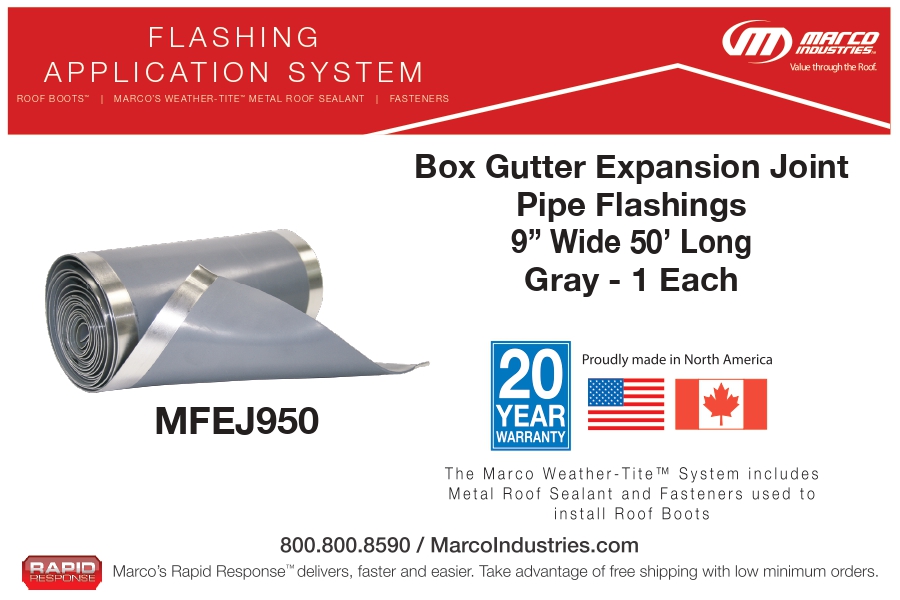 FLASHING
APPLICATION SYSTEM
ROOF BOOTS™ | MARCO'S WEATHER-TITE™ METAL ROOF SEALANT | FASTENERS
MARCO
INDUSTRIES™
Value through the Roof.
Box Gutter Expansion Joint
Pipe Flashings
9” Wide 50’ Long
Gray - 1 Each
MFEJ950
20
YEAR
WARRANTY
Proudly made in North America
The Marco Weather-Tite™ System includes
Metal Roof Sealant and Fasteners used to
install Roof Boots
800.800.8590 / MarcoIndustries.com
RAPID
RESPONSE
Marco’s Rapid Response™ delivers, faster and easier. Take advantage of free shipping with low minimum orders.